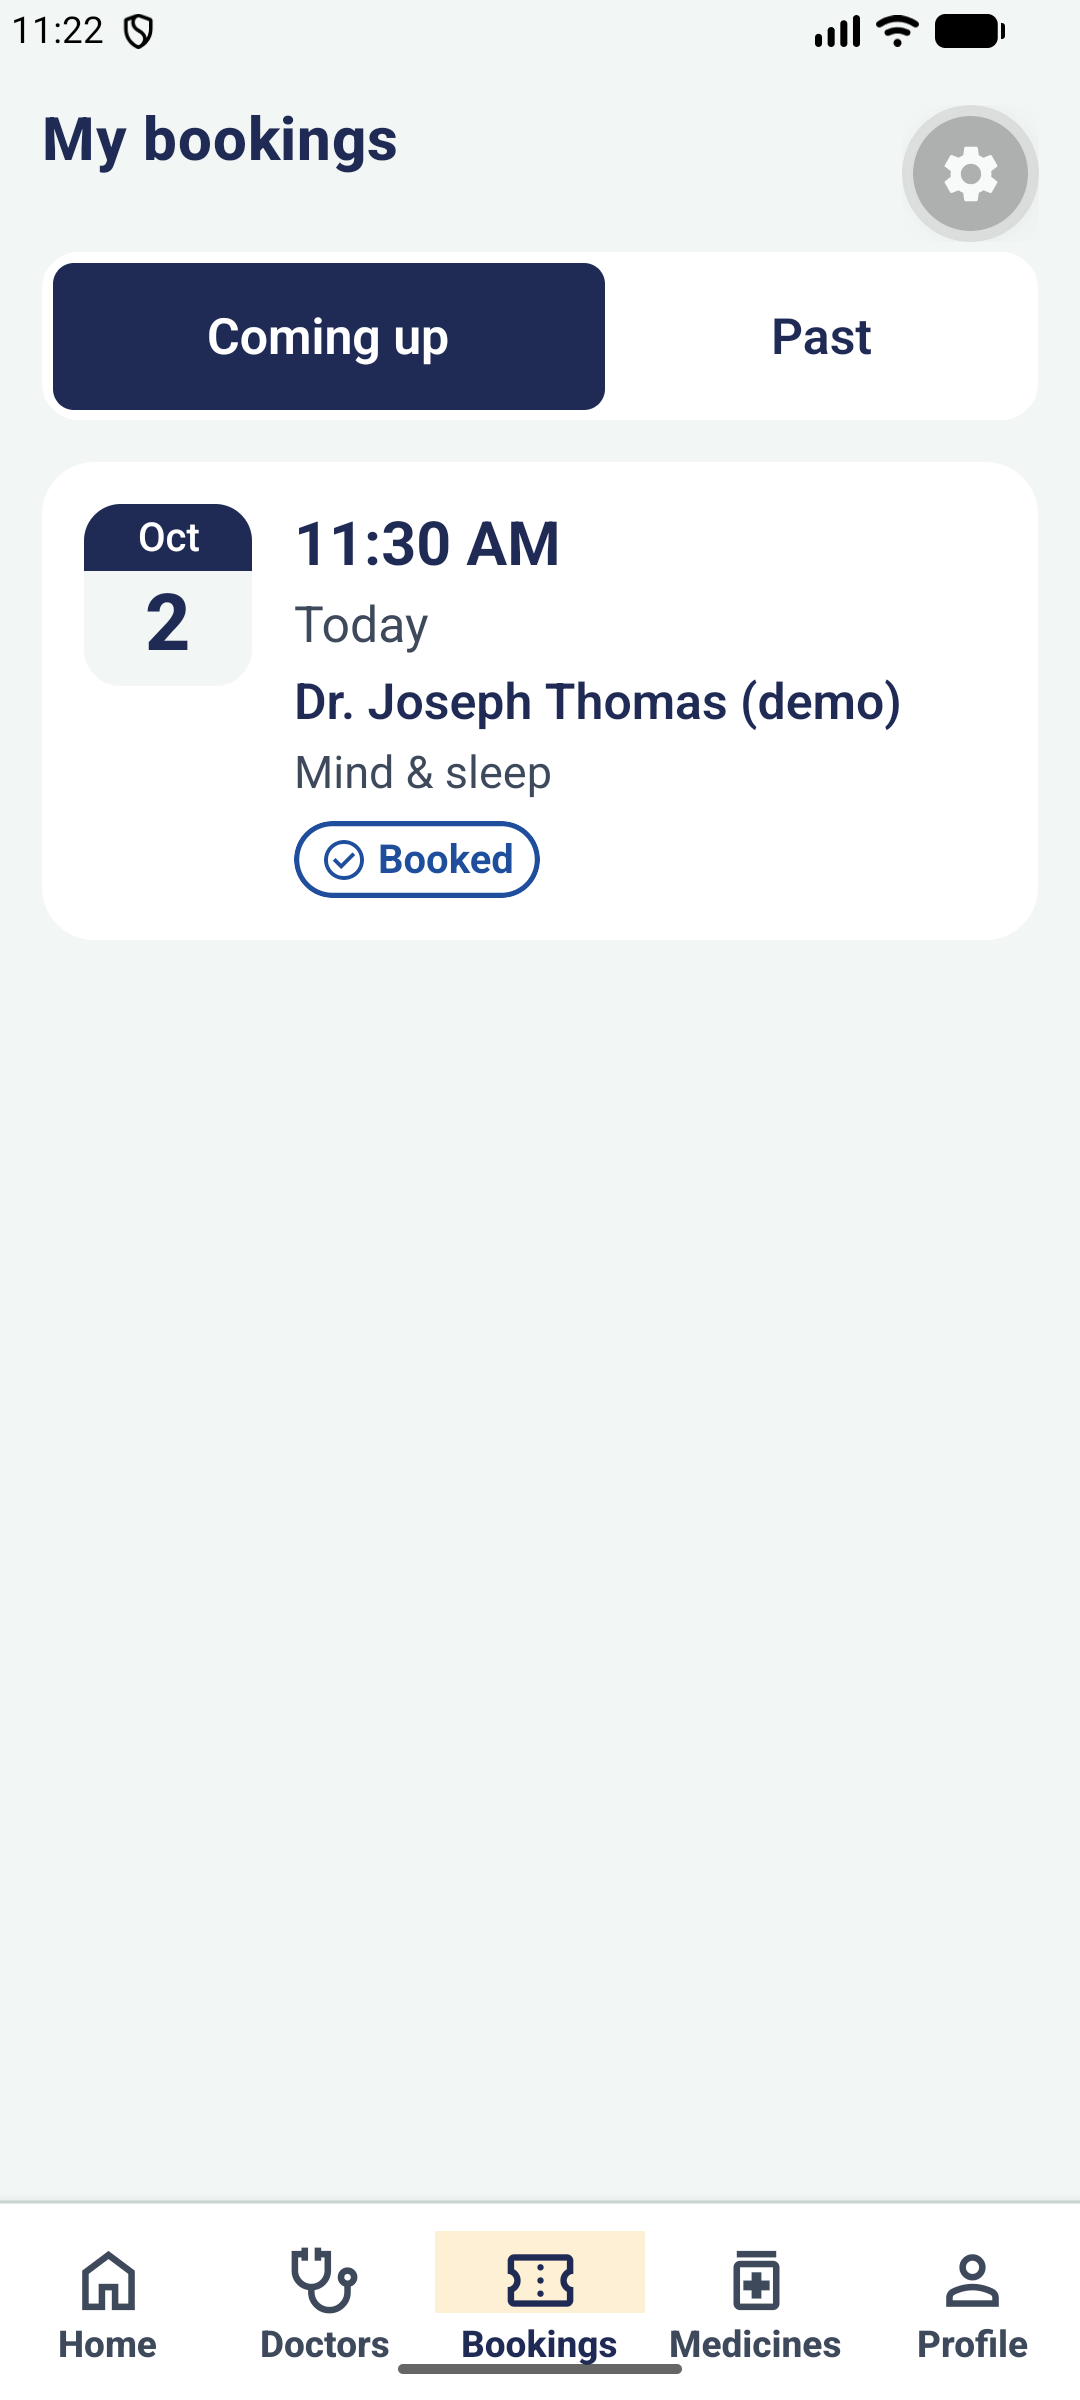 11:22
My bookings
Coming up
Past
Oct
2
11:30 AM
Today
Dr. Joseph Thomas (demo)
Mind & sleep
Booked
Home
Doctors
Bookings
Medicines
Profile